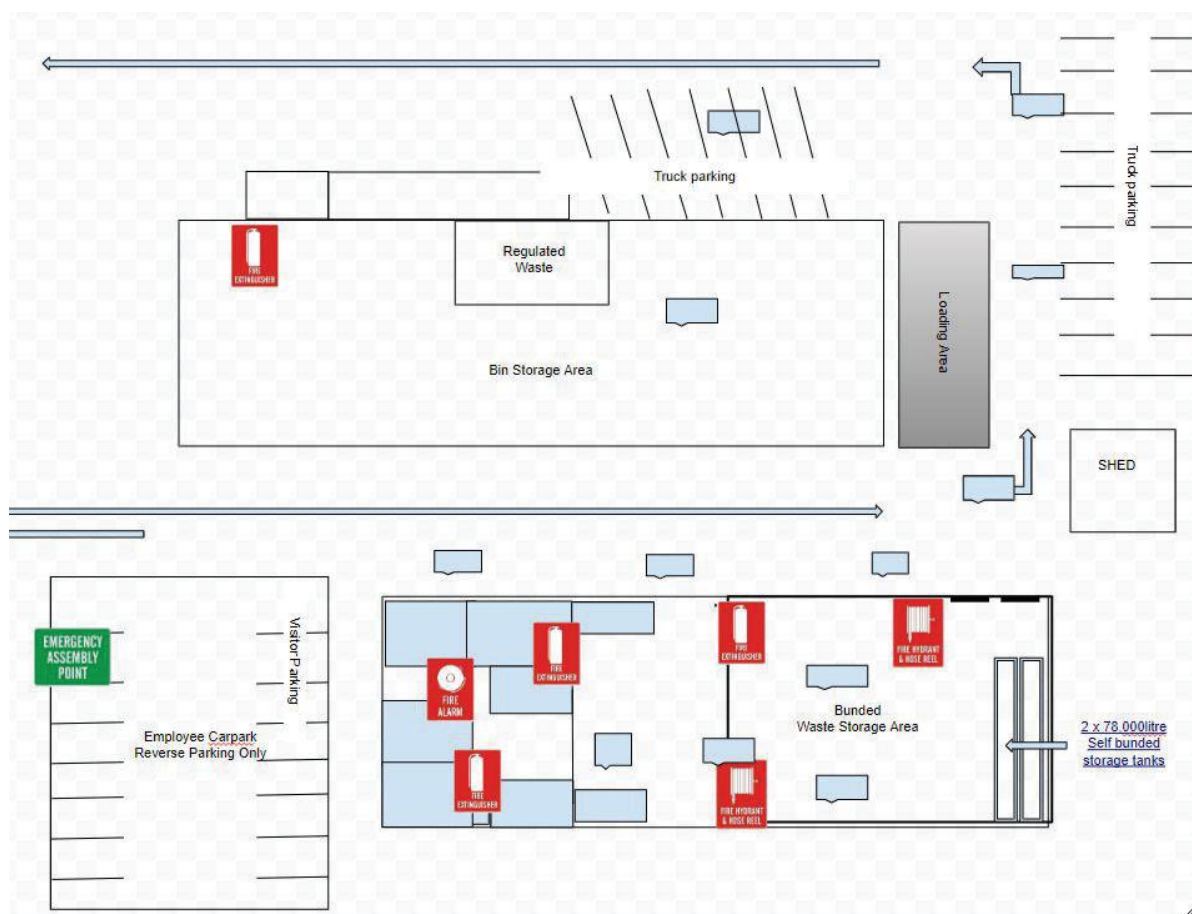 Truck parking
Truck parking
FIRE
EXTINGUISHER
Regulated
Waste
Loading Area
Bin Storage Area
SHED
EMERGENCY
ASSEMBLY
POINT
Visitor Parking
Employee Carpark
Reverse Parking Only
FIRE
ALARM
FIRE
EXTINGUISHER
FIRE
EXTINGUISHER
FIRE
EXTINGUISHER
FIRE HYDRANT
& HOSE REEL
Bunded
Waste Storage Area
FIRE HYDRANT
& HOSE REEL
2 x 78.000litre
Self bunded
storage tanks